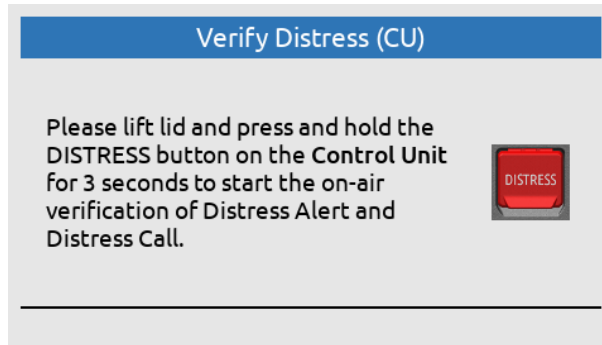 Verify Distress (CU)
Please lift lid and press and hold the
DISTRESS button on the Control Unit
for 3 seconds to start the on-air
verification of Distress Alert and
Distress Call.
DISTRESS